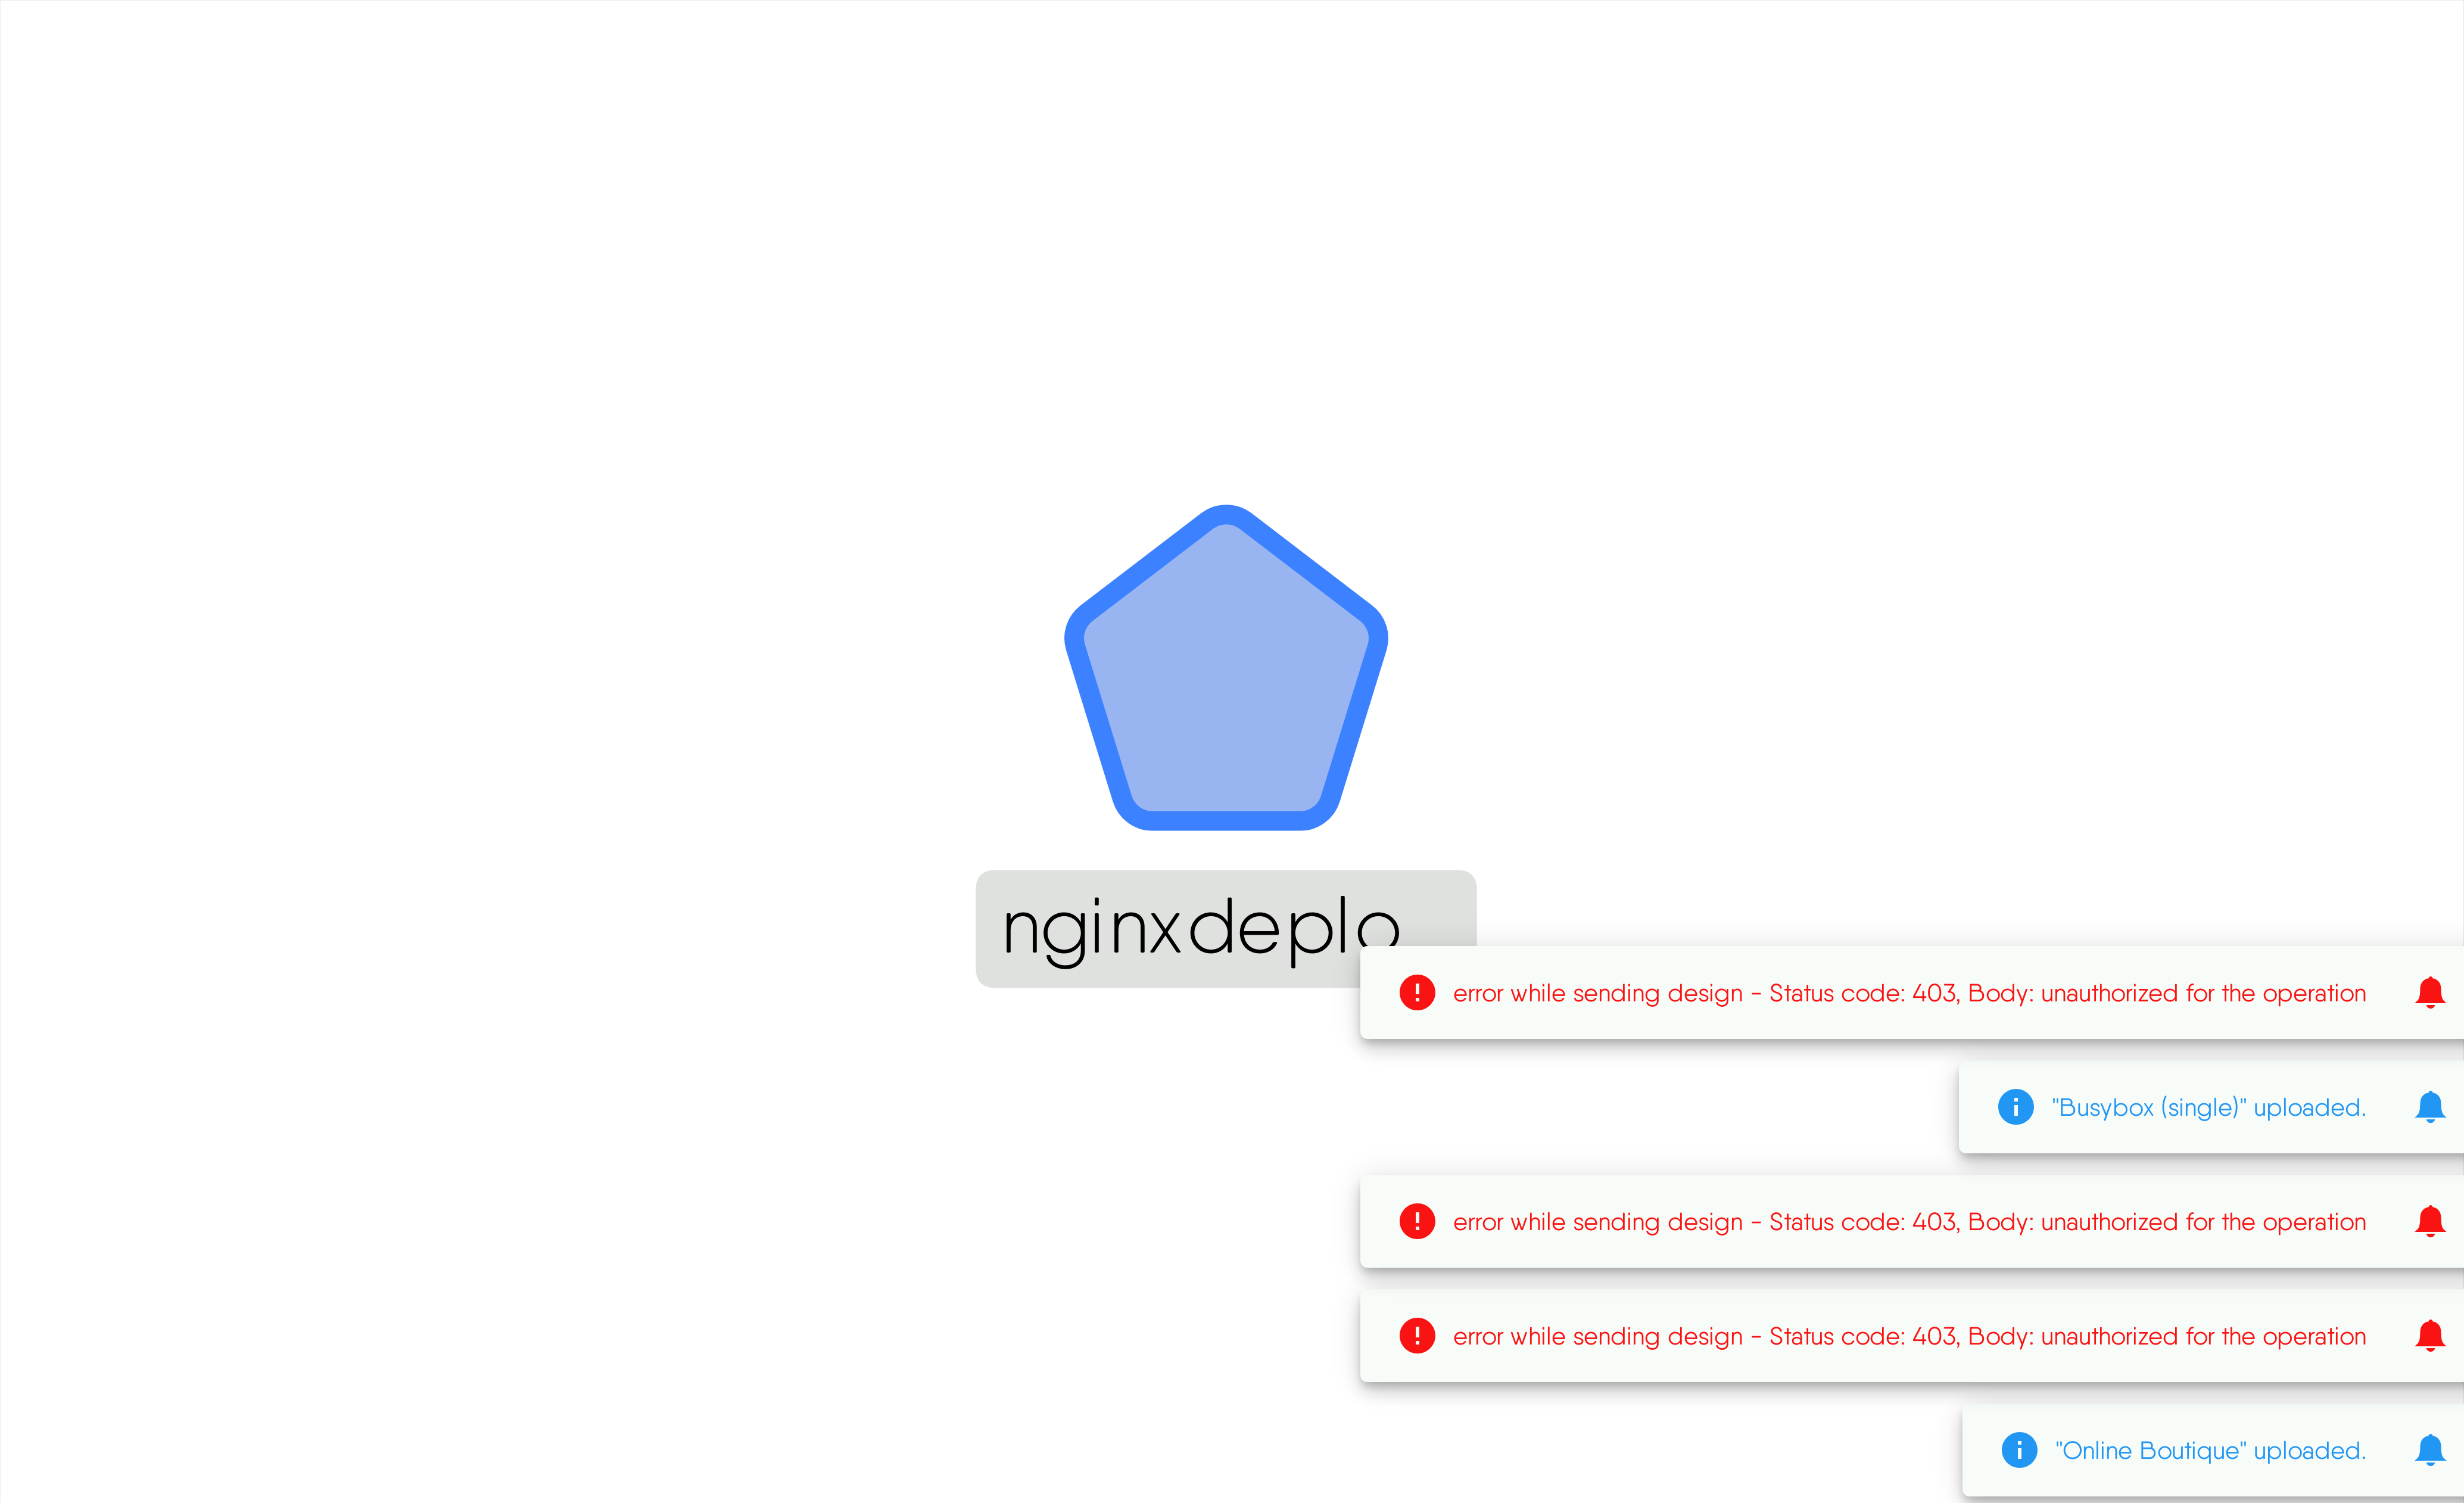 nginxdeplo
error while sending design - Status code: 403, Body: unauthorized for the operation
"Busybox (single)" uploaded.
error while sending design - Status code: 403, Body: unauthorized for the operation
error while sending design - Status code: 403, Body: unauthorized for the operation
"Online Boutique" uploaded.